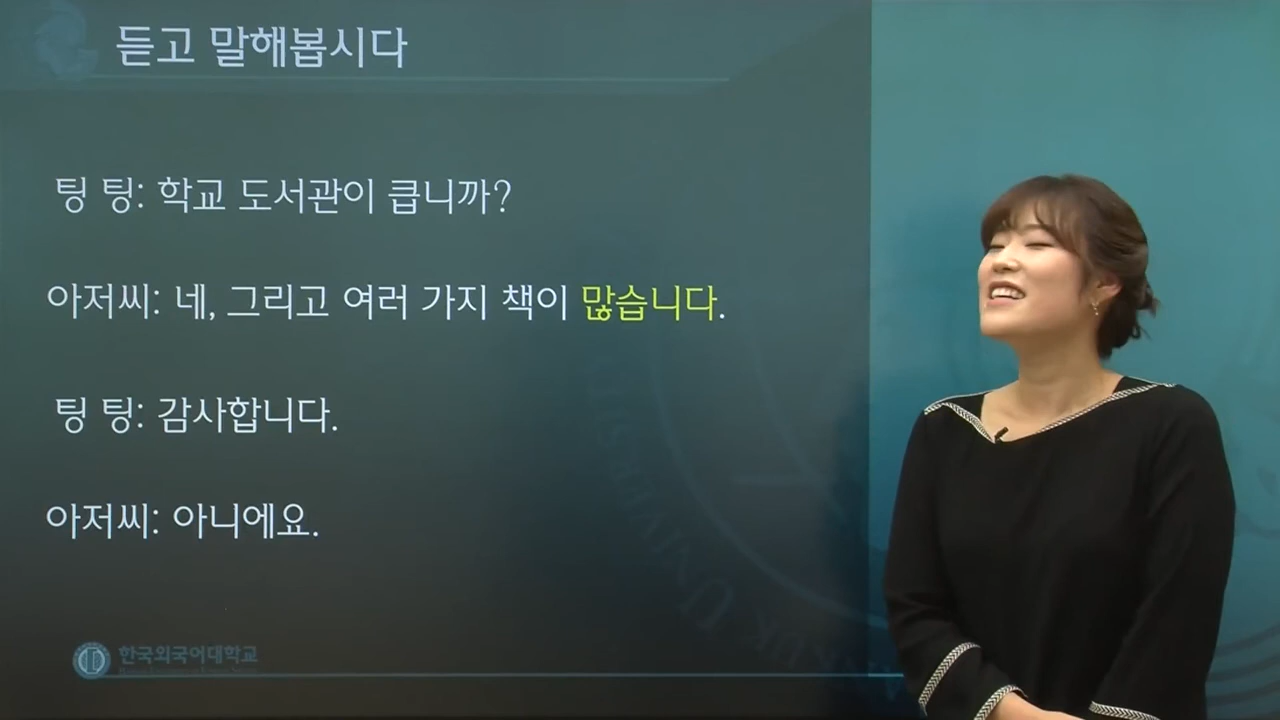 듣고 말해봅시다
팅 팅: 학교 도서관이 큽니까?
아저씨: 네, 그리고 여러 가지 책이 많습니다.
팅 팅: 감사합니다.
아저씨: 아니에요.
한국외국어대학교